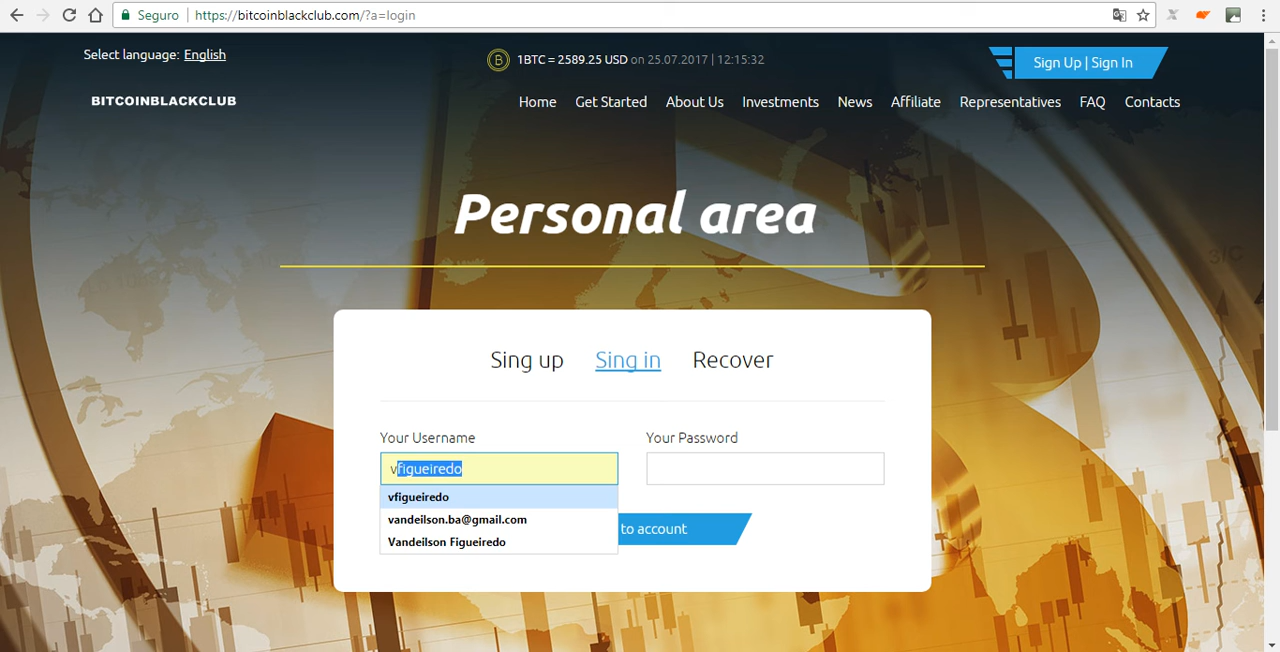 Seguro | https://bitcoinblackclub.com/?a=login
Select language: English
1BTC = 2589.25 USD on 25.07.2017 | 12:15:32
Sign Up | Sign In
BITCOINBLACKCLUB
Home Get Started About Us Investments News Affiliate Representatives FAQ Contacts
Personal area
Sing up Sing in Recover
Your Username Your Password
vfigueiredo
vfigueiredo
vandeilson.ba@gmail.com
to account
Vandeilson Figueiredo